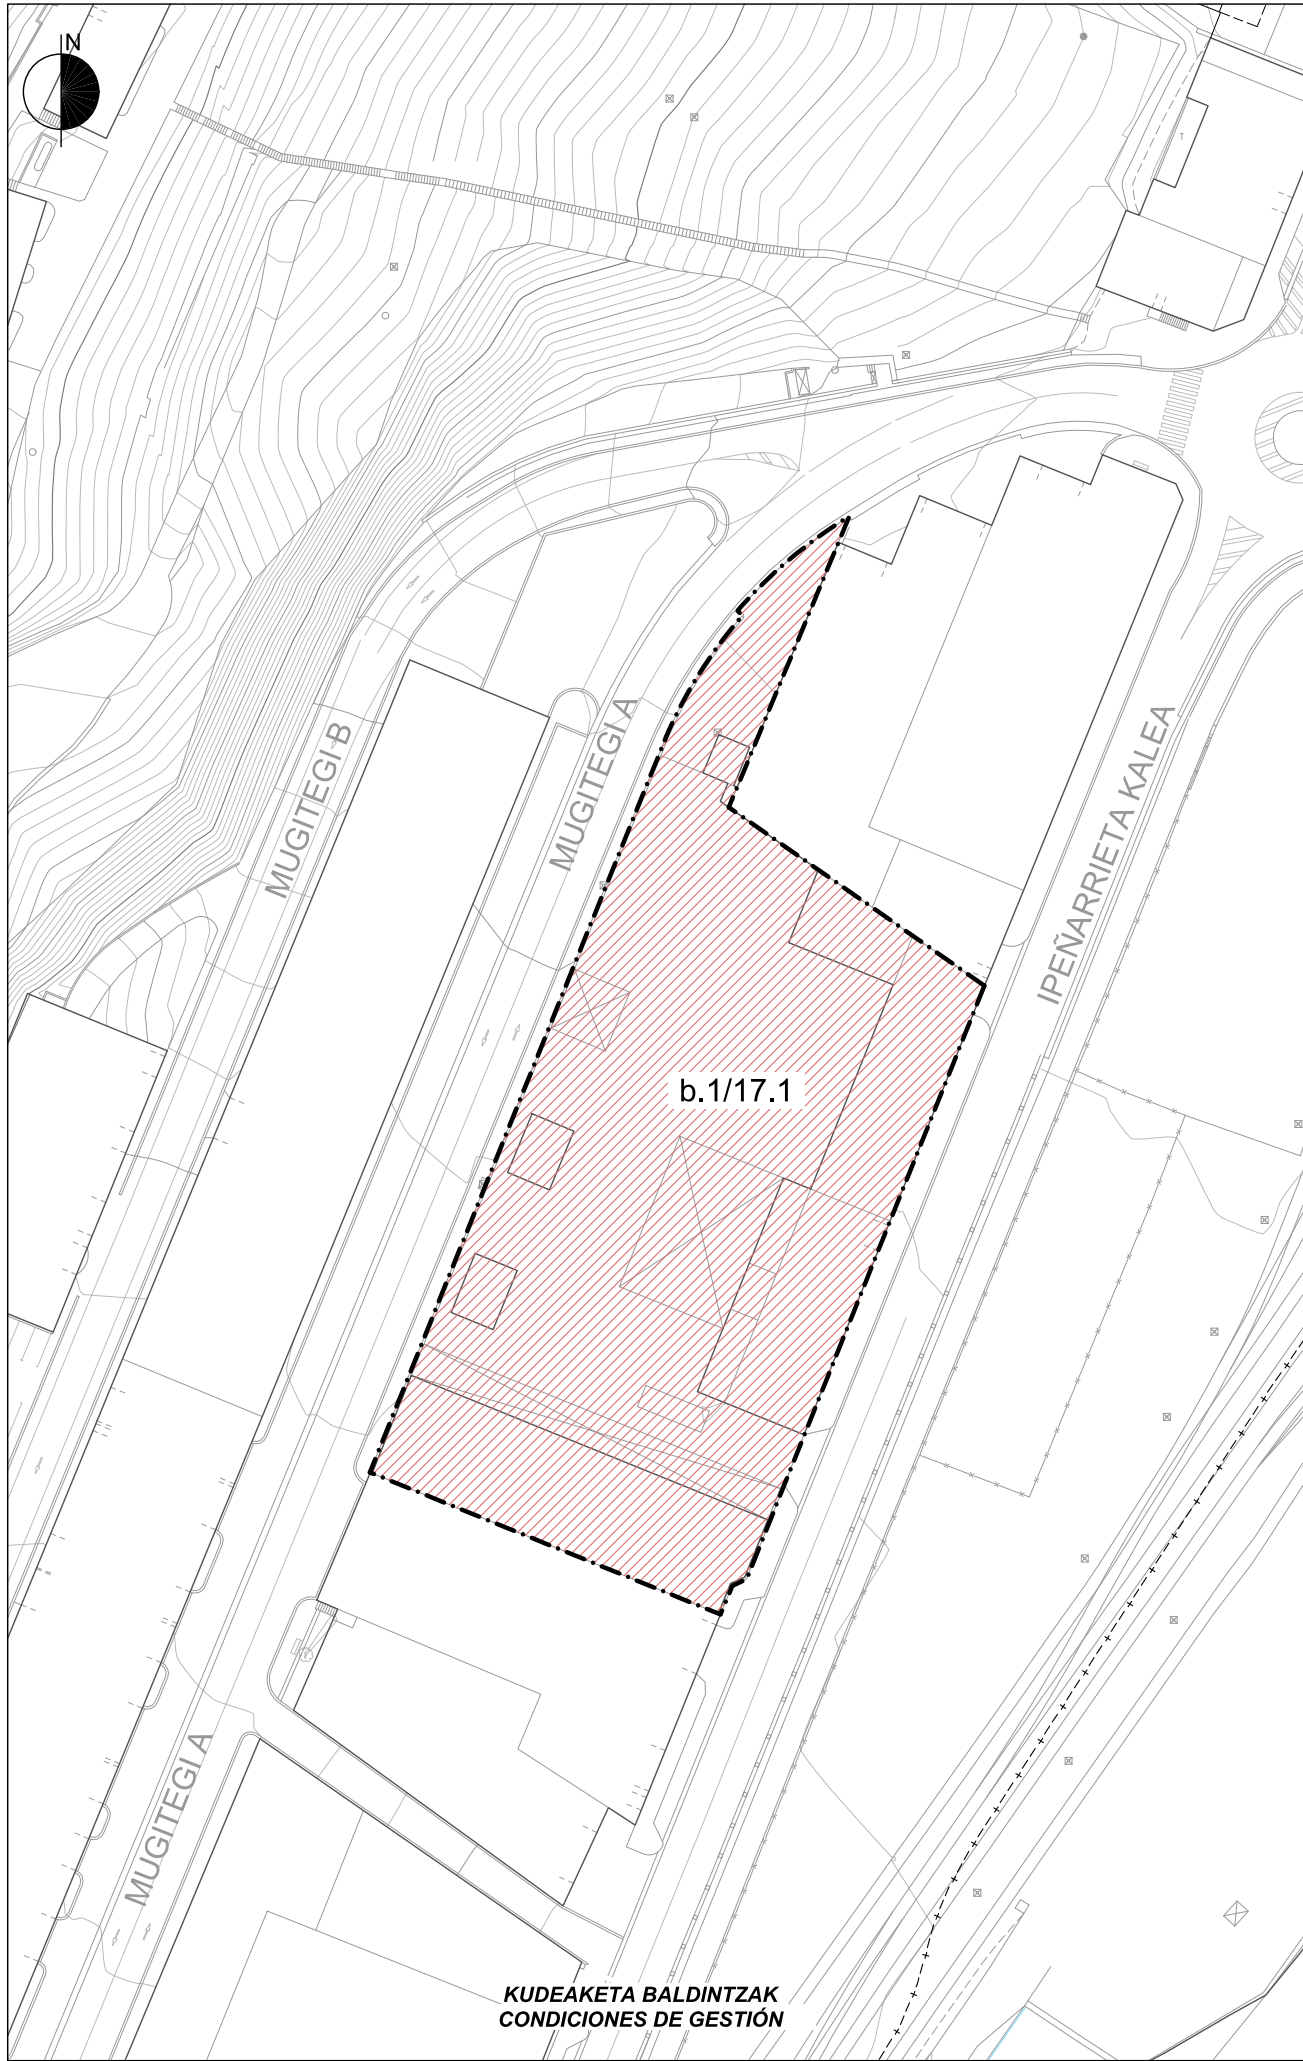 N
MUGITEGI B
MUGITEGI A
IPEÑARRIETA KALEA
b.1/17.1
MUGITEGI A
KUDEAKETA BALDINTZAK
CONDICIONES DE GESTIÓN